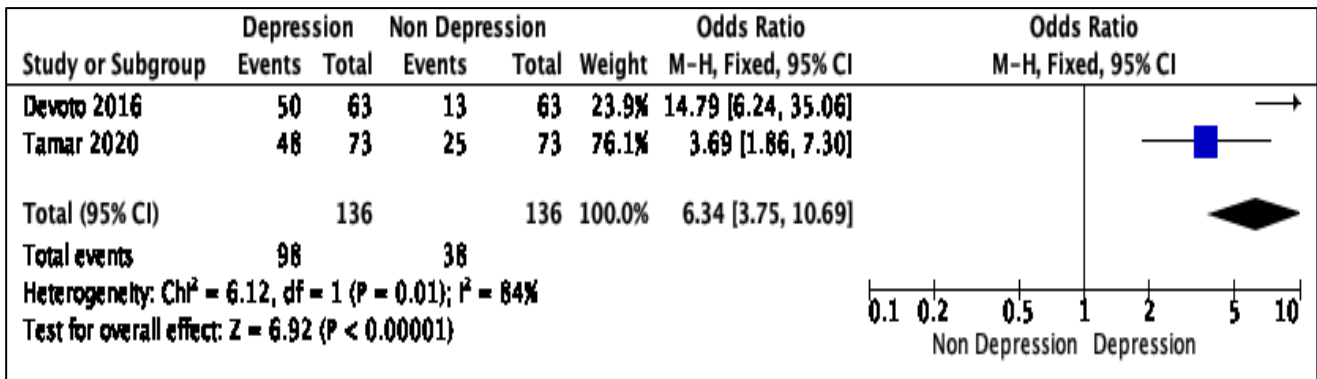 Depression Non Depression Odds Ratio Odds Ratio
Study or Subgroup Events Total Events Total Weight M-H, Fixed, 95% CI M-H, Fixed, 95% CI
Devoto 2016 50 63 13 63 23.9% 14.79 [6.24, 35.06]
Tamar 2020 48 73 25 73 76.1% 3.69 [1.86, 7.30]
Total (95% CI) 136 136 100.0% 6.34 [3.75, 10.69]
Total events 98 38
Heterogeneity: Chi² = 6.12, df = 1 (P = 0.01); I² = 84%
Test for overall effect: Z = 6.92 (P < 0.00001)
0.1 0.2 0.5 1 2 5 10
Non Depression Depression